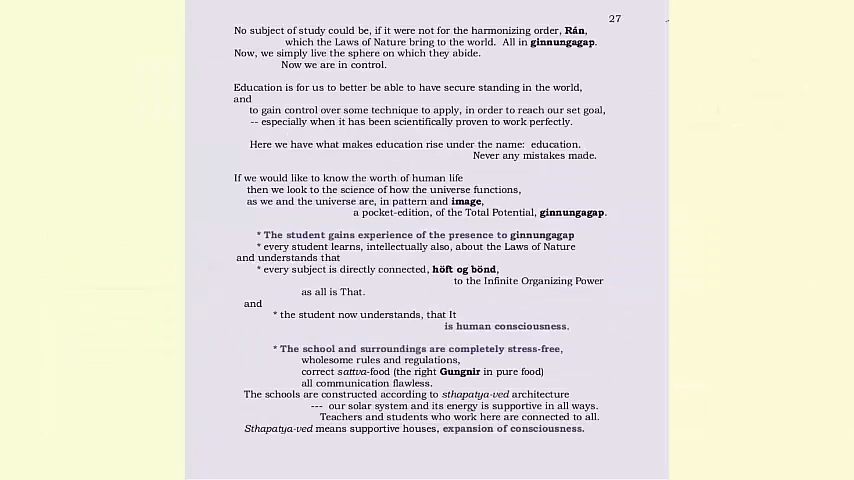 27
No subject of study could be, if it were not for the harmonizing order, Rán,
which the Laws of Nature bring to the world. All in ginnungagap.
Now, we simply live the sphere on which they abide.
Now we are in control.
Education is for us to better be able to have secure standing in the world,
and
to gain control over some technique to apply, in order to reach our set goal,
-- especially when it has been scientifically proven to work perfectly.
Here we have what makes education rise under the name: education.
Never any mistakes made.
If we would like to know the worth of human life
then we look to the science of how the universe functions,
as we and the universe are, in pattern and image,
a pocket-edition, of the Total Potential, ginnungagap.
* The student gains experience of the presence to ginnungagap
* every student learns, intellectually also, about the Laws of Nature
and understands that
* every subject is directly connected, höft og bönd,
to the Infinite Organizing Power
as all is That.
and
* the student now understands, that It
is human consciousness.
* The school and surroundings are completely stress-free,
wholesome rules and regulations,
correct sattva-food (the right Gungnir in pure food)
all communication flawless.
The schools are constructed according to sthapatya-ved architecture
--- our solar system and its energy is supportive in all ways.
Teachers and students who work here are connected to all.
Sthapatya-ved means supportive houses, expansion of consciousness.